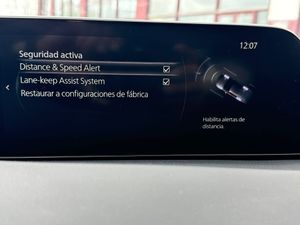 12:07
Seguridad activa
Distance & Speed Alert
Lane-keep Assist System
Restaurar a configuraciones de fábrica
Habilita alertas de
distancia.